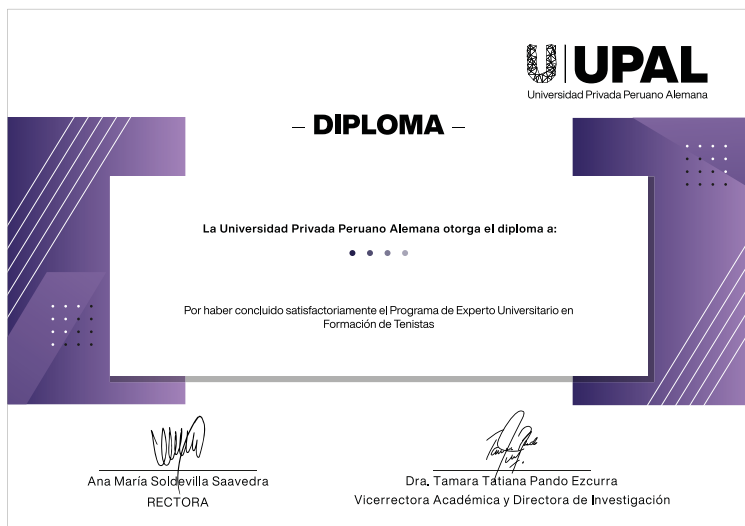 UPAL
Universidad Privada Peruano Alemana
– DIPLOMA –
La Universidad Privada Peruano Alemana otorga el diploma a:
Por haber concluido satisfactoriamente el Programa de Experto Universitario en
Formación de Tenistas
Ana María Soldevilla Saavedra
RECTORA
Dra. Tamara Tatiana Pando Ezcurra
Vicerrectora Académica y Directora de Investigación